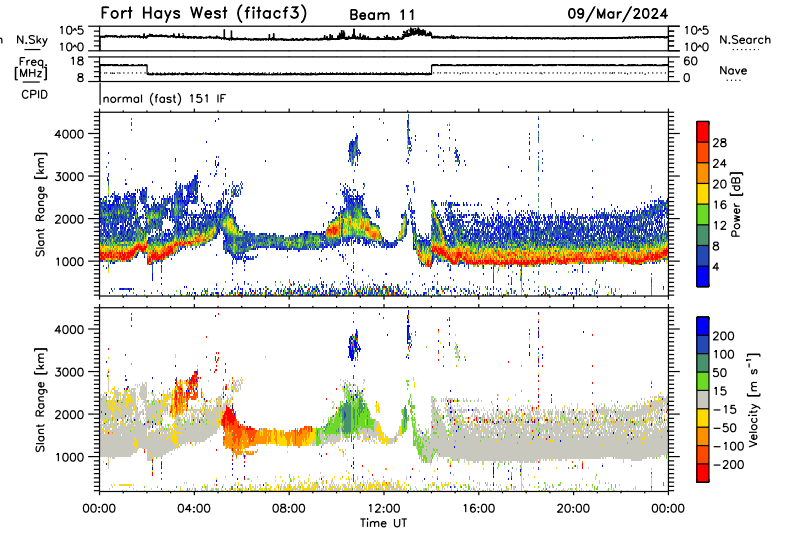 Fort Hays West (fitacf3) Beam 11 09/Mar/2024
n N.Sky 10^5 10^0 10^5 10^0 N.Search
Freq. [MHz] 18 8 60 0 Nave
CPID normal (fast) 151 IF
Slant Range [km] 4000 3000 2000 1000
Power [dB] 28 24 20 16 12 8 4
Slant Range [km] 4000 3000 2000 1000
Velocity [m s⁻¹] 200 100 50 15 −15 −50 −100 −200
00:00 04:00 08:00 12:00 16:00 20:00 00:00
Time UT